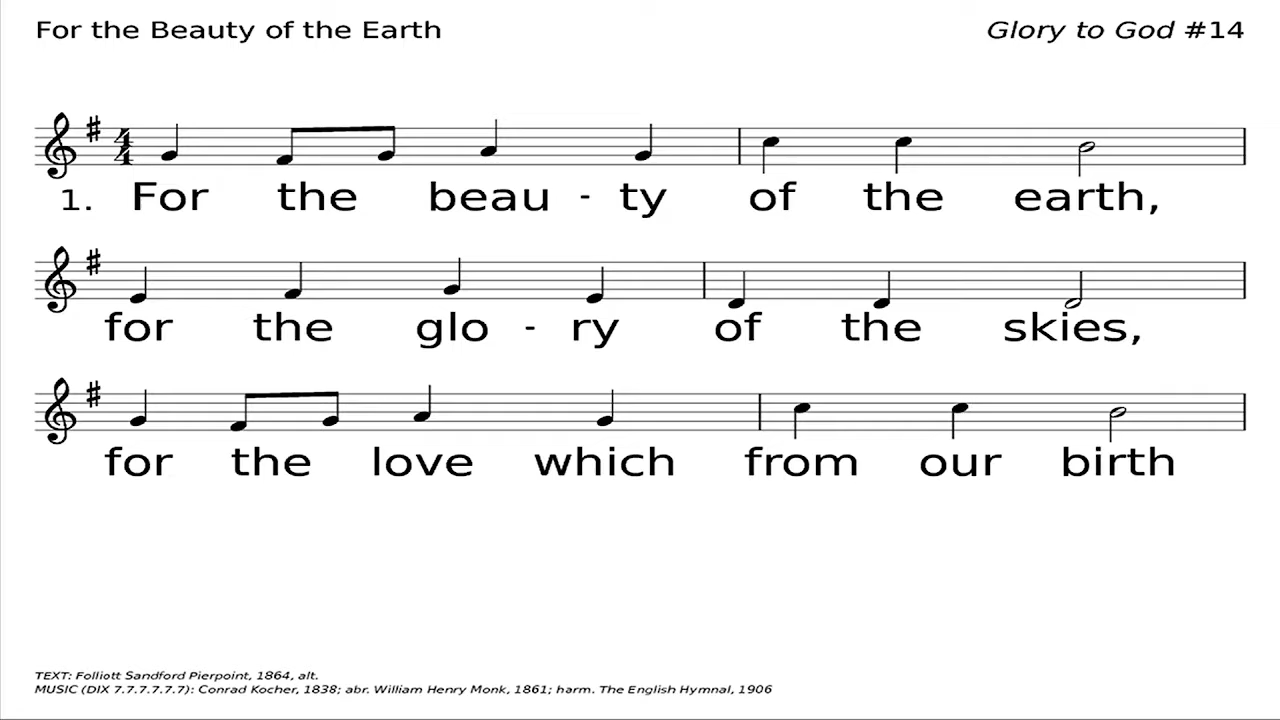 For the Beauty of the Earth Glory to God #14
1. For the beau - ty of the earth,
for the glo - ry of the skies,
for the love which from our birth
TEXT: Folliott Sandford Pierpoint, 1864, alt.
MUSIC (DIX 7.7.7.7.7.7): Conrad Kocher, 1838; abr. William Henry Monk, 1861; harm. The English Hymnal, 1906